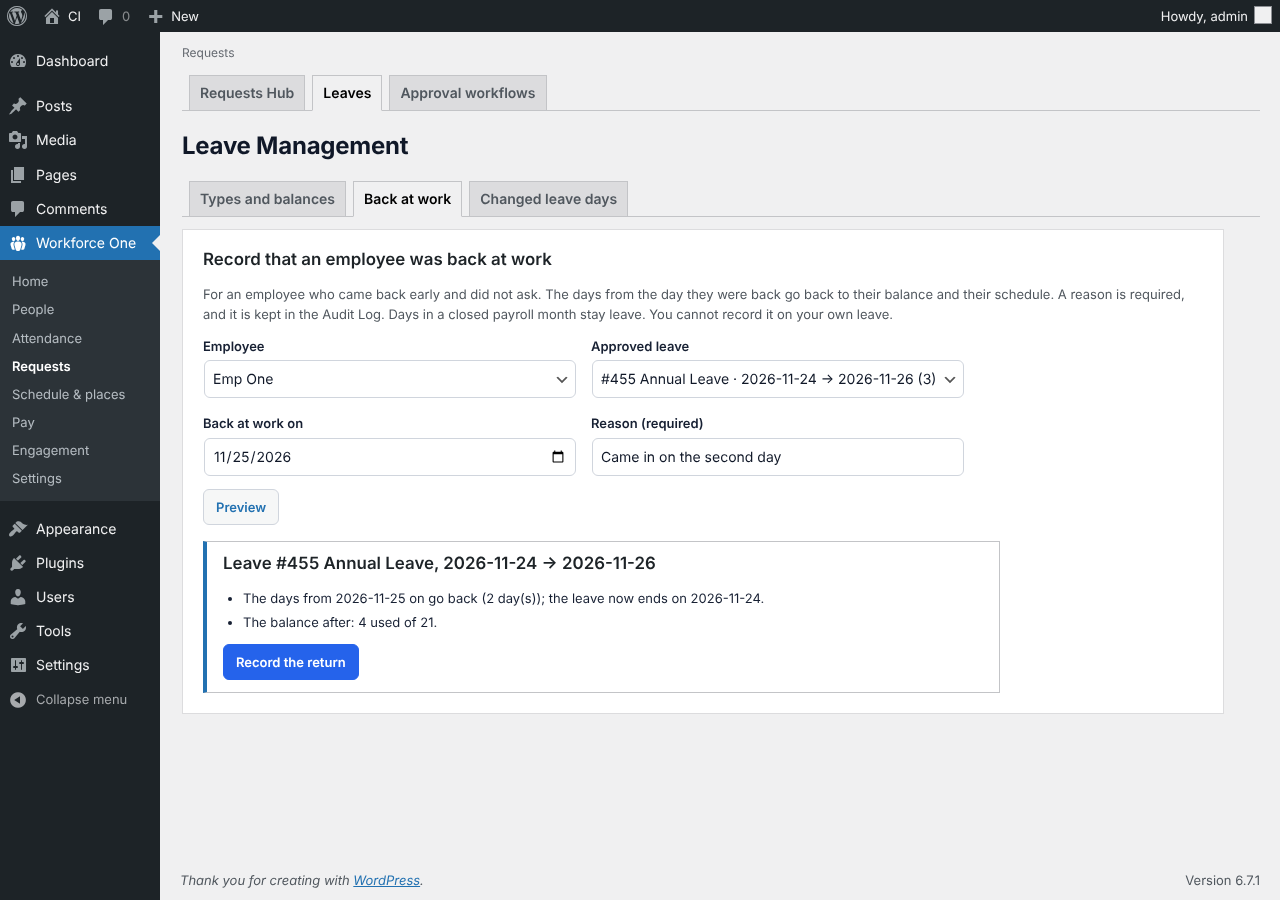 CI
0
New
Howdy, admin
Dashboard
Posts
Media
Pages
Comments
Workforce One
Home
People
Attendance
Requests
Schedule & places
Pay
Engagement
Settings
Appearance
Plugins
Users
Tools
Settings
Collapse menu
Requests
Requests Hub
Leaves
Approval workflows
Leave Management
Types and balances
Back at work
Changed leave days
Record that an employee was back at work
For an employee who came back early and did not ask. The days from the day they were back go back to their balance and their schedule. A reason is required,
and it is kept in the Audit Log. Days in a closed payroll month stay leave. You cannot record it on your own leave.
Employee
Approved leave
Emp One
#455 Annual Leave · 2026-11-24 → 2026-11-26 (3)
Back at work on
Reason (required)
11/25/2026
Came in on the second day
Preview
Leave #455 Annual Leave, 2026-11-24 → 2026-11-26
• The days from 2026-11-25 on go back (2 day(s)); the leave now ends on 2026-11-24.
• The balance after: 4 used of 21.
Record the return
Thank you for creating with WordPress.
Version 6.7.1